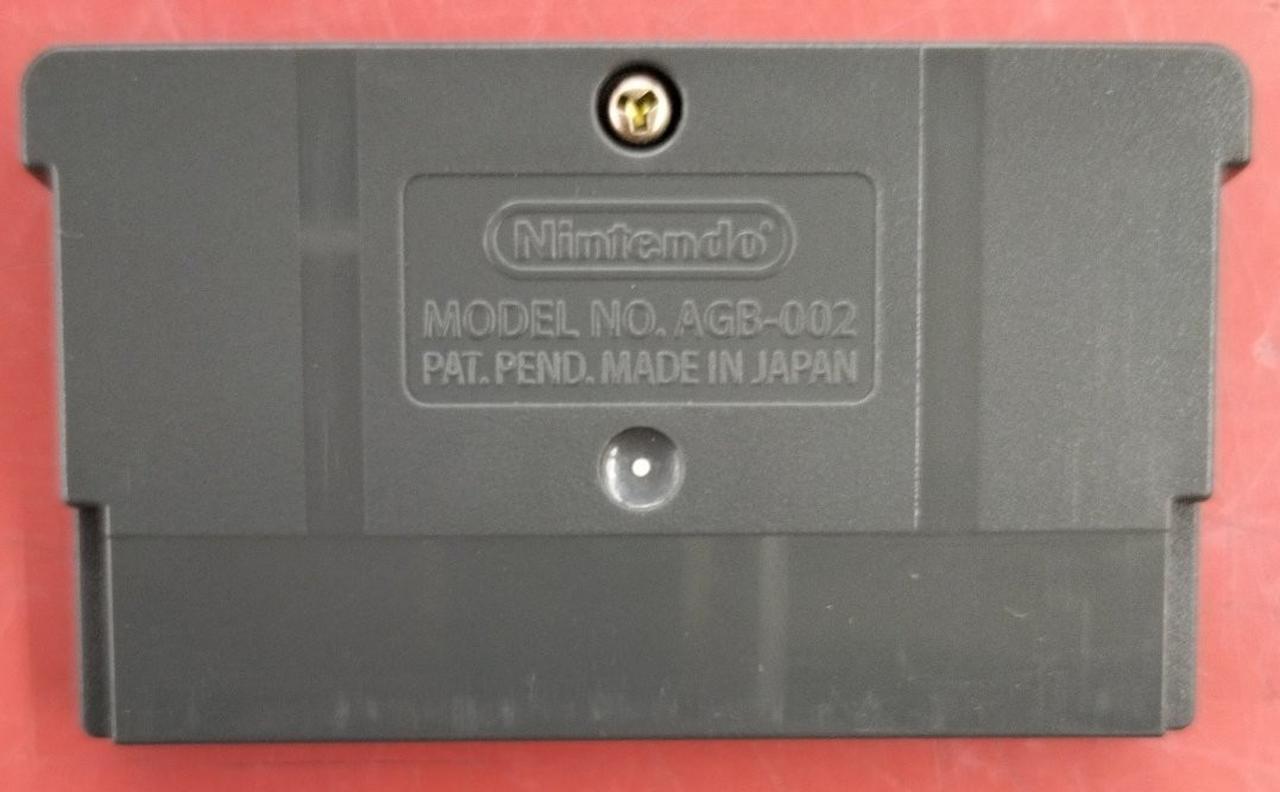 Nintendo®
MODEL NO. AGB-002
PAT. PEND. MADE IN JAPAN